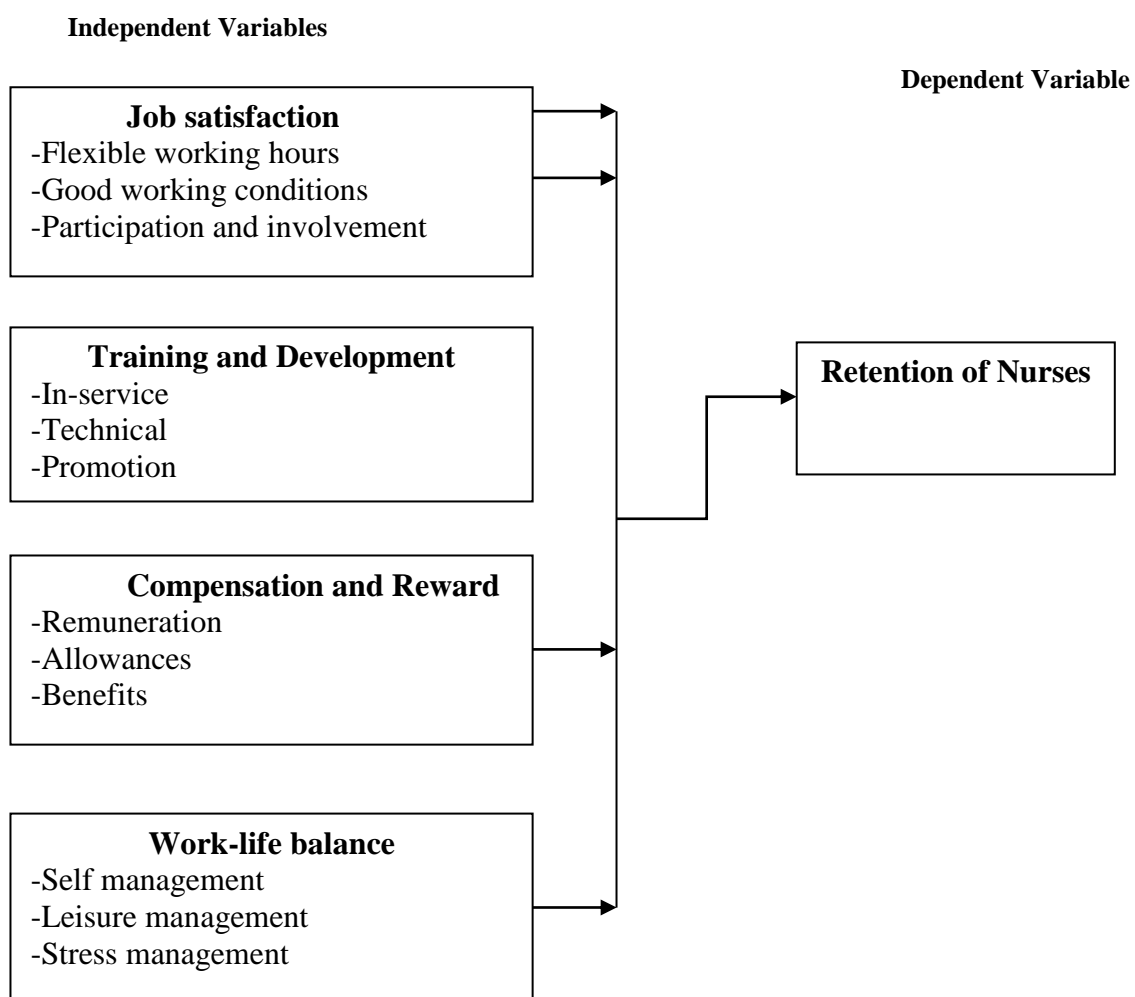 Independent Variables
Dependent Variable
Job satisfaction
-Flexible working hours
-Good working conditions
-Participation and involvement
Training and Development
-In-service
-Technical
-Promotion
Retention of Nurses
Compensation and Reward
-Remuneration
-Allowances
-Benefits
Work-life balance
-Self management
-Leisure management
-Stress management